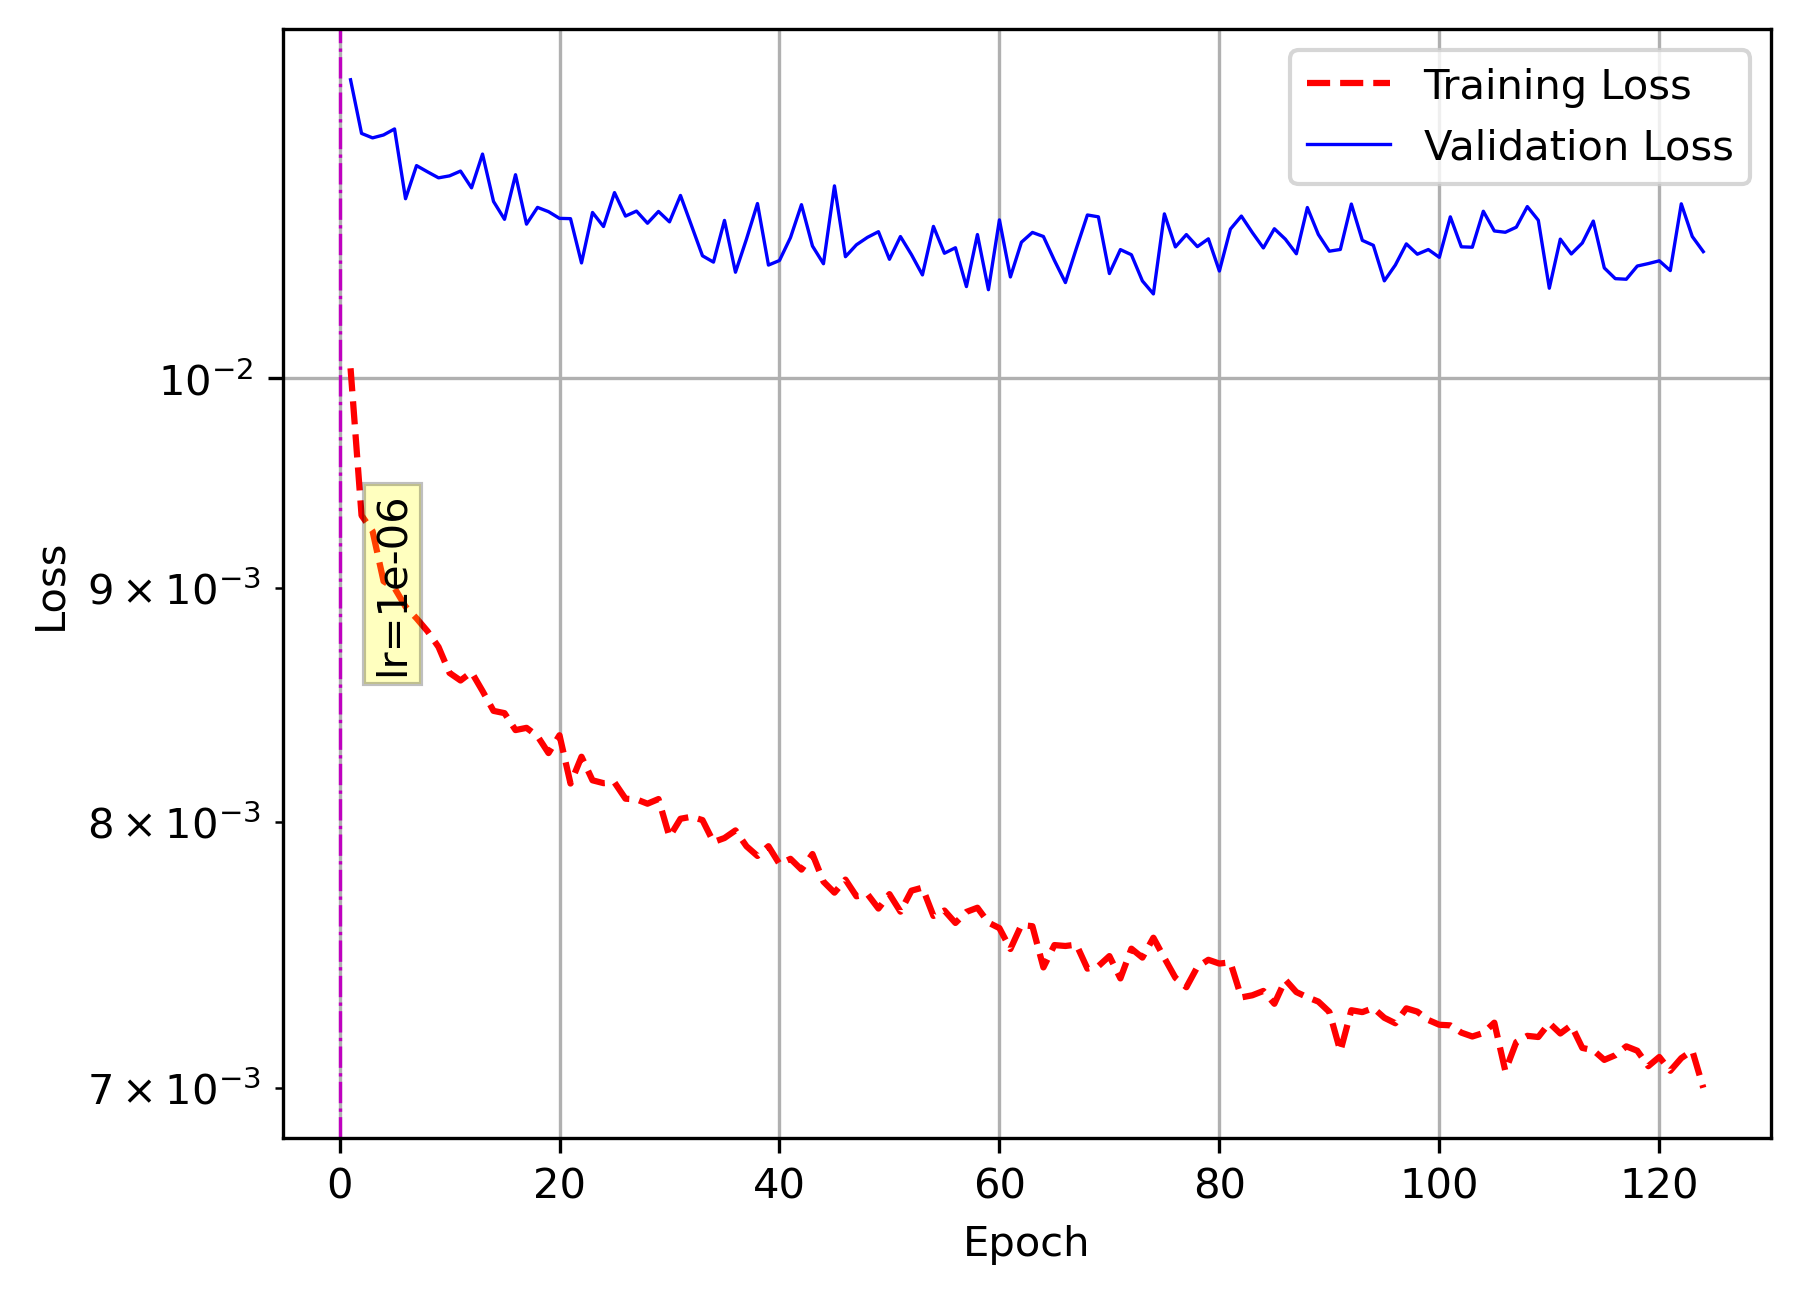 Training Loss
Validation Loss
10⁻²
9 × 10⁻³
8 × 10⁻³
7 × 10⁻³
Loss
lr=1e-06
0 20 40 60 80 100 120
Epoch